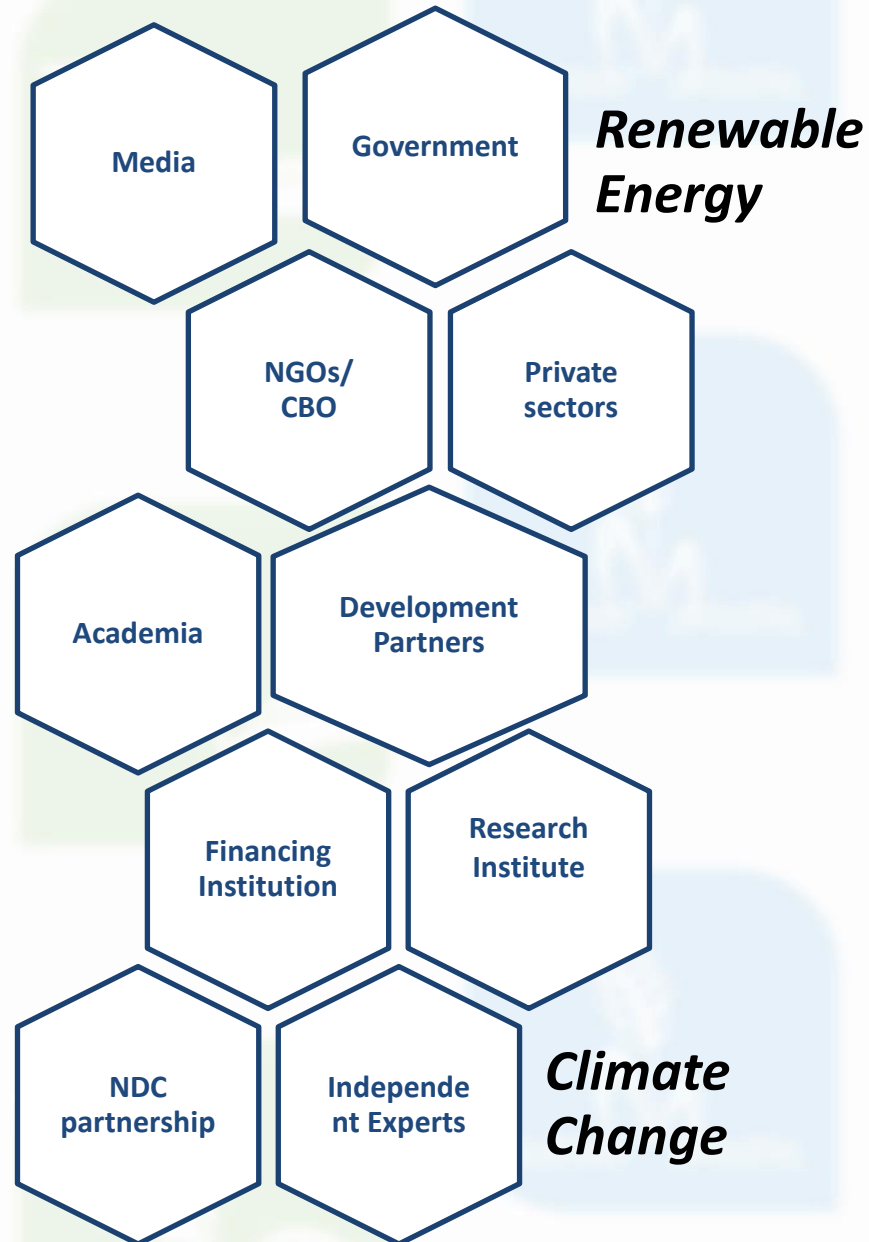 Media
Government
Renewable
Energy
NGOs/
CBO
Private
sectors
Academia
Development
Partners
Financing
Institution
Research
Institute
NDC
partnership
Independe
nt Experts
Climate
Change